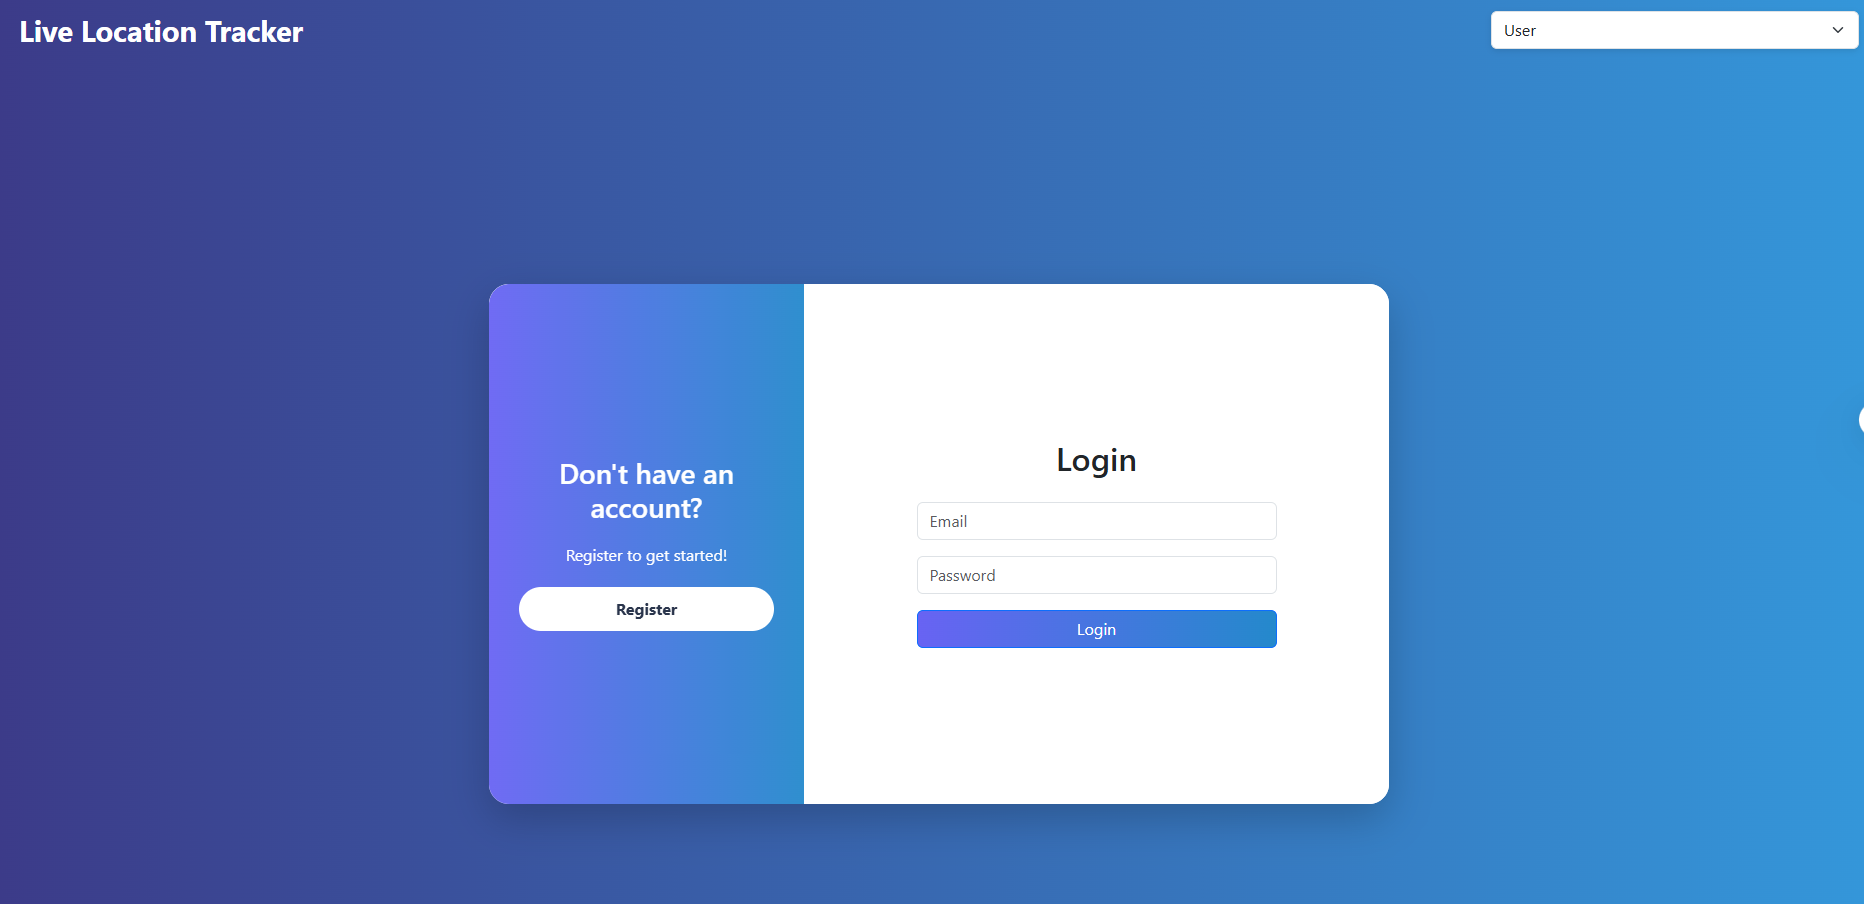 Live Location Tracker
User
Don't have an
account?
Register to get started!
Register
Login
Email
Password
Login